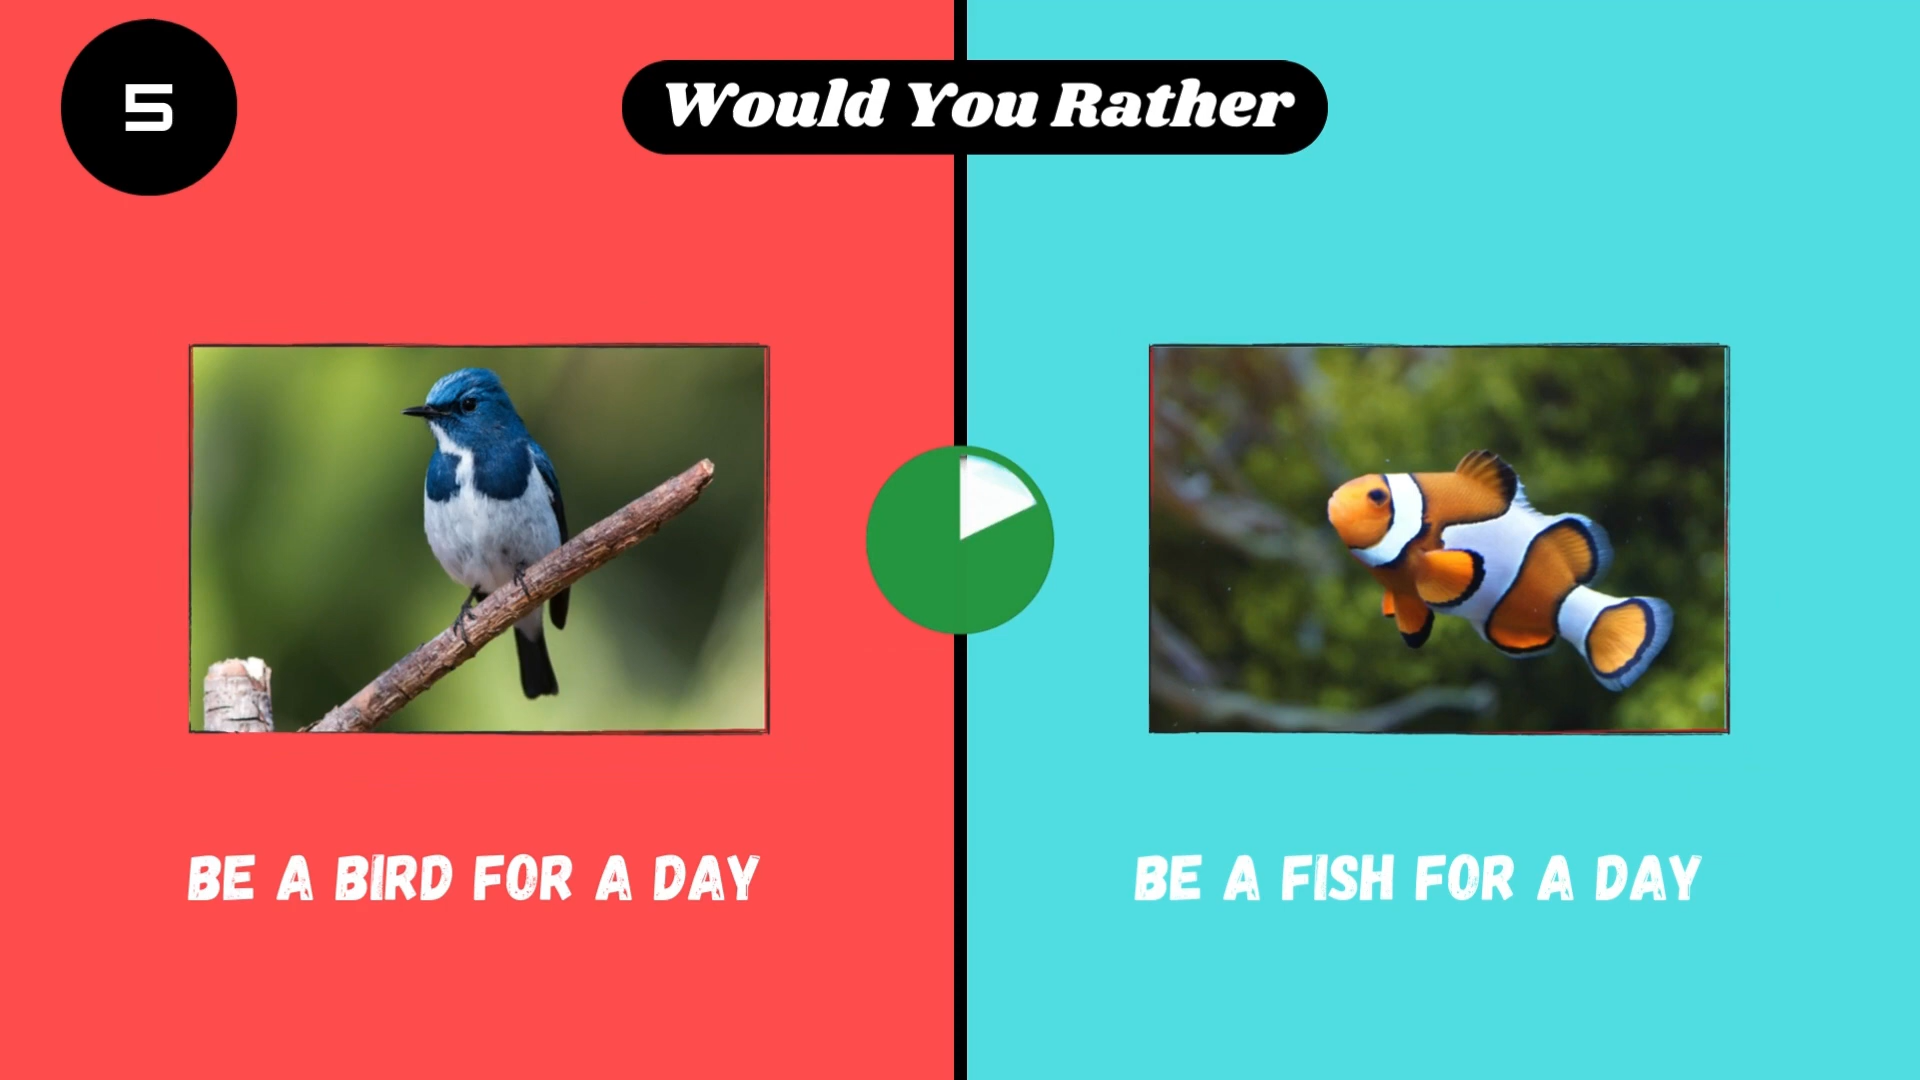 5
Would You Rather
BE A BIRD FOR A DAY
BE A FISH FOR A DAY